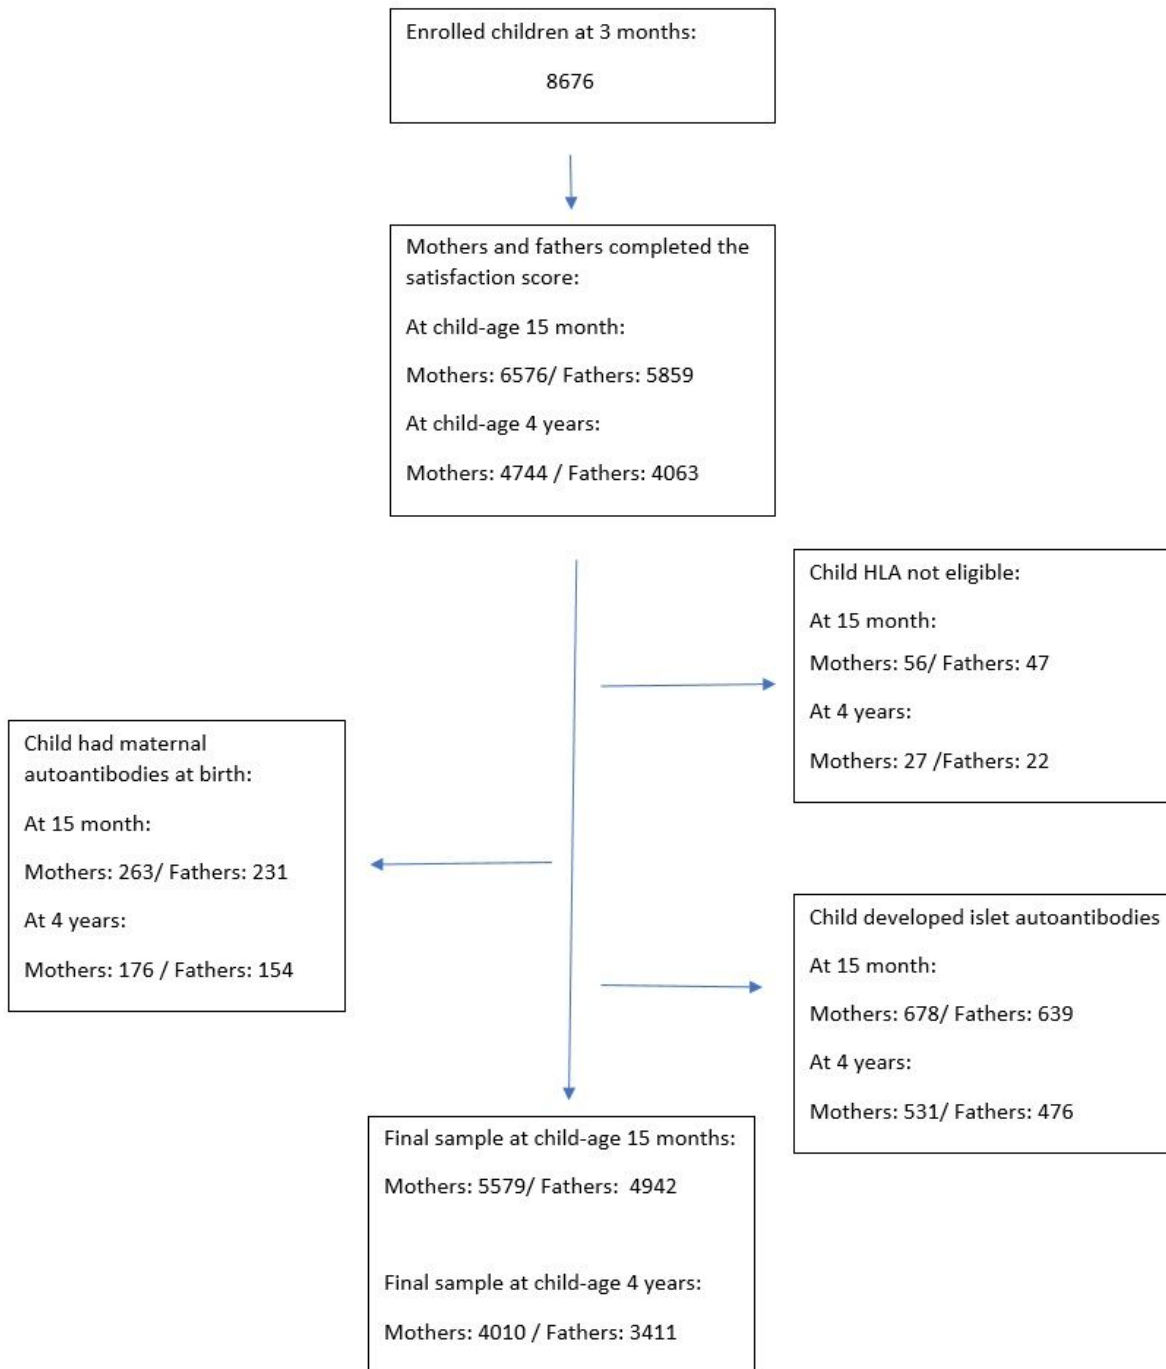 Enrolled children at 3 months:
8676
Mothers and fathers completed the
satisfaction score:
At child-age 15 month:
Mothers: 6576/ Fathers: 5859
At child-age 4 years:
Mothers: 4744 / Fathers: 4063
Child HLA not eligible:
At 15 month:
Mothers: 56/ Fathers: 47
At 4 years:
Mothers: 27 /Fathers: 22
Child had maternal
autoantibodies at birth:
At 15 month:
Mothers: 263/ Fathers: 231
At 4 years:
Mothers: 176 / Fathers: 154
Child developed islet autoantibodies
At 15 month:
Mothers: 678/ Fathers: 639
At 4 years:
Mothers: 531/ Fathers: 476
Final sample at child-age 15 months:
Mothers: 5579/ Fathers:  4942
Final sample at child-age 4 years:
Mothers: 4010 / Fathers: 3411